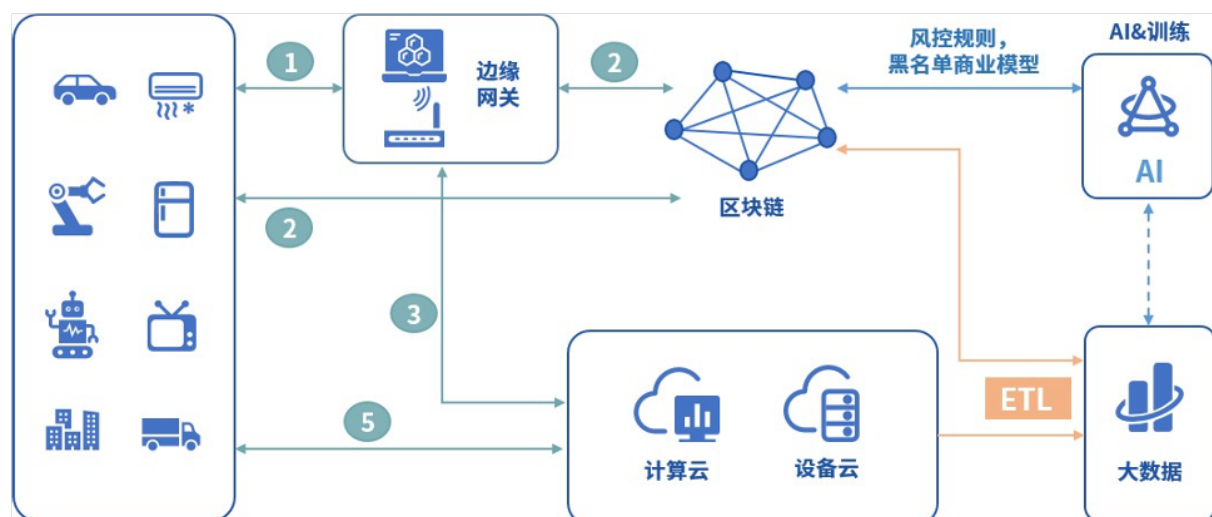 AI&训练
风控规则，
黑名单商业模型
1
边缘
网关
2
AI
区块链
2
3
ETL
5
计算云
设备云
大数据